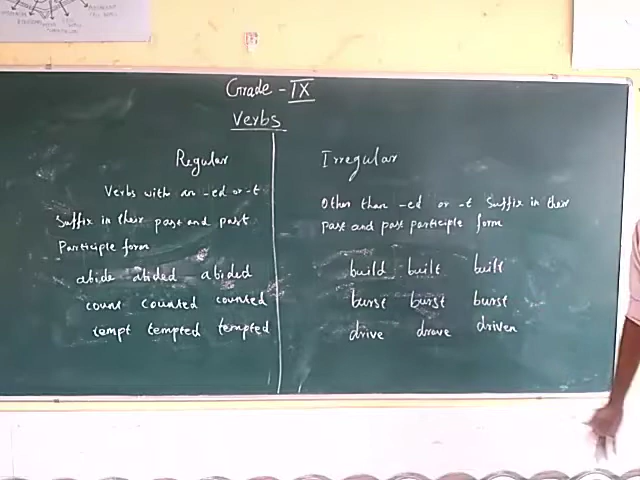 Grade - IX
Verbs
Regular
Verbs with an -ed or -t
Suffix in their past and past
Participle form
abide abided abided
count counted counted
tempt tempted tempted
Irregular
Other than -ed or -t Suffix in their
past and past participle form
build built built
burst burst burst
drive drove driven